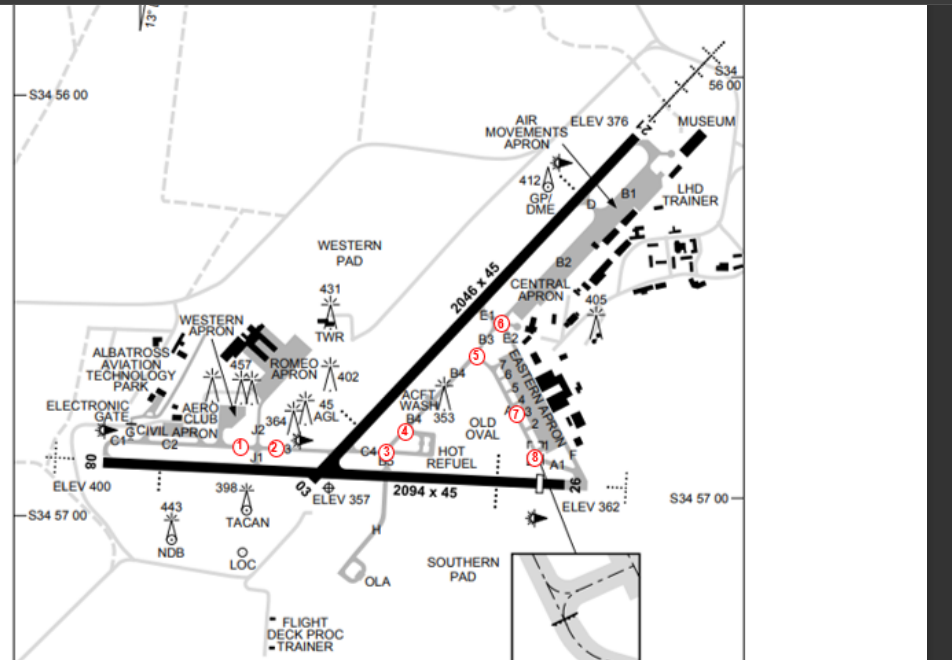 13°
S34 56 00
S34
56 00
AIR
MOVEMENTS
APRON
ELEV 376
MUSEUM
21
412
GP/
DME
D
B1
LHD
TRAINER
WESTERN
PAD
2046 x 45
B2
CENTRAL
APRON
431
TWR
405
E1
6
E2
B3
5
WESTERN
APRON
ALBATROSS
AVIATION
TECHNOLOGY
PARK
457
ROMEO
APRON
402
B4
6
5
4
EASTERN APRON
ACFT
WASH
353
ELECTRONIC
GATE
AERO
CLUB
364
45
AGL
A
7
3
2
OLD
OVAL
B4
4
CIVIL APRON
J2
C1
C2
1
2
3
J1
C4
3
HOT
REFUEL
8
A1
F
08
03
26
ELEV 400
ELEV 357
2094 x 45
ELEV 362
S34 57 00
S34 57 00
398
TACAN
443
NDB
LOC
H
OLA
SOUTHERN
PAD
FLIGHT
DECK PROC
TRAINER